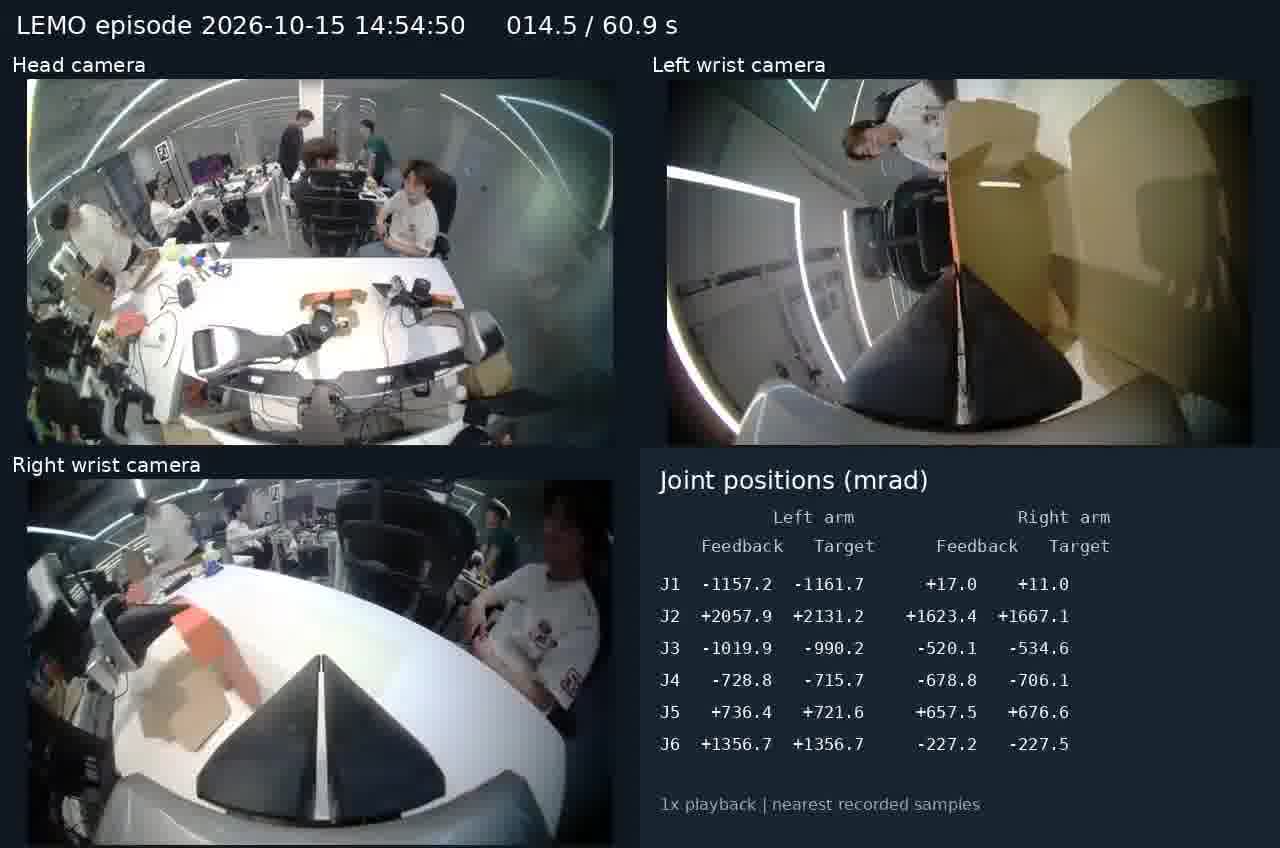 LEMO episode 2026-10-15 14:54:50 014.5 / 60.9 s
Head camera
Left wrist camera
Right wrist camera
Joint positions (mrad)
Left arm Right arm
Feedback Target Feedback Target
J1 -1157.2 -1161.7 +17.0 +11.0
J2 +2057.9 +2131.2 +1623.4 +1667.1
J3 -1019.9 -990.2 -520.1 -534.6
J4 -728.8 -715.7 -678.8 -706.1
J5 +736.4 +721.6 +657.5 +676.6
J6 +1356.7 +1356.7 -227.2 -227.5
1x playback | nearest recorded samples